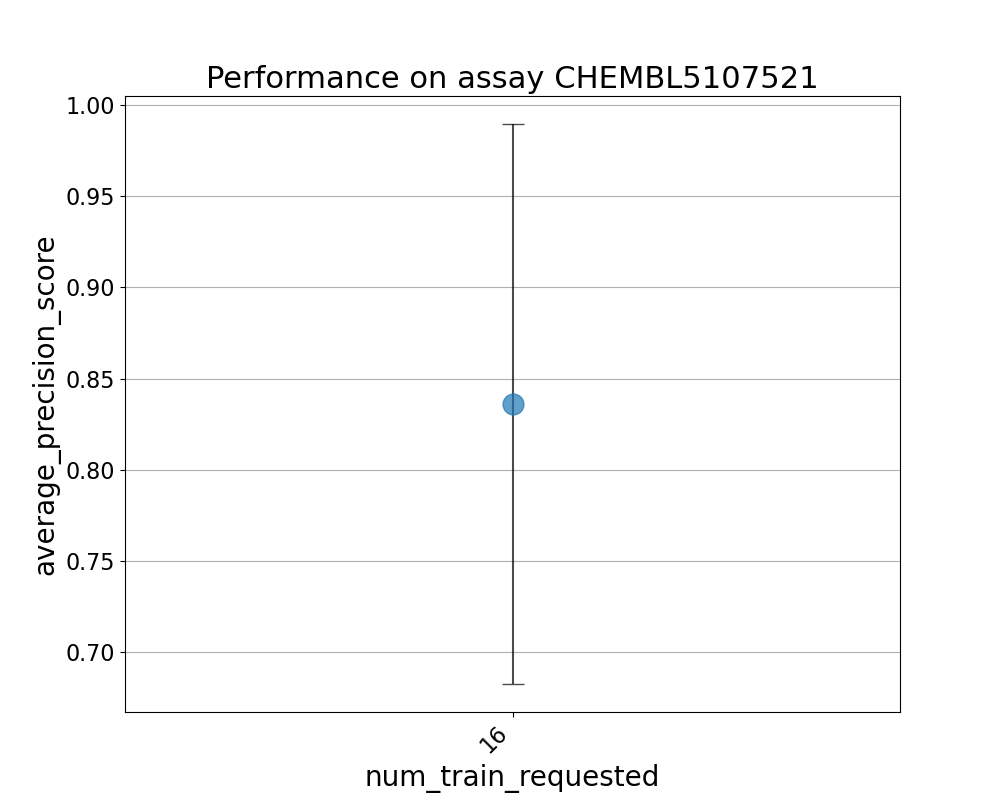 Performance on assay CHEMBL5107521
average_precision_score
1.00
0.95
0.90
0.85
0.80
0.75
0.70
16
num_train_requested